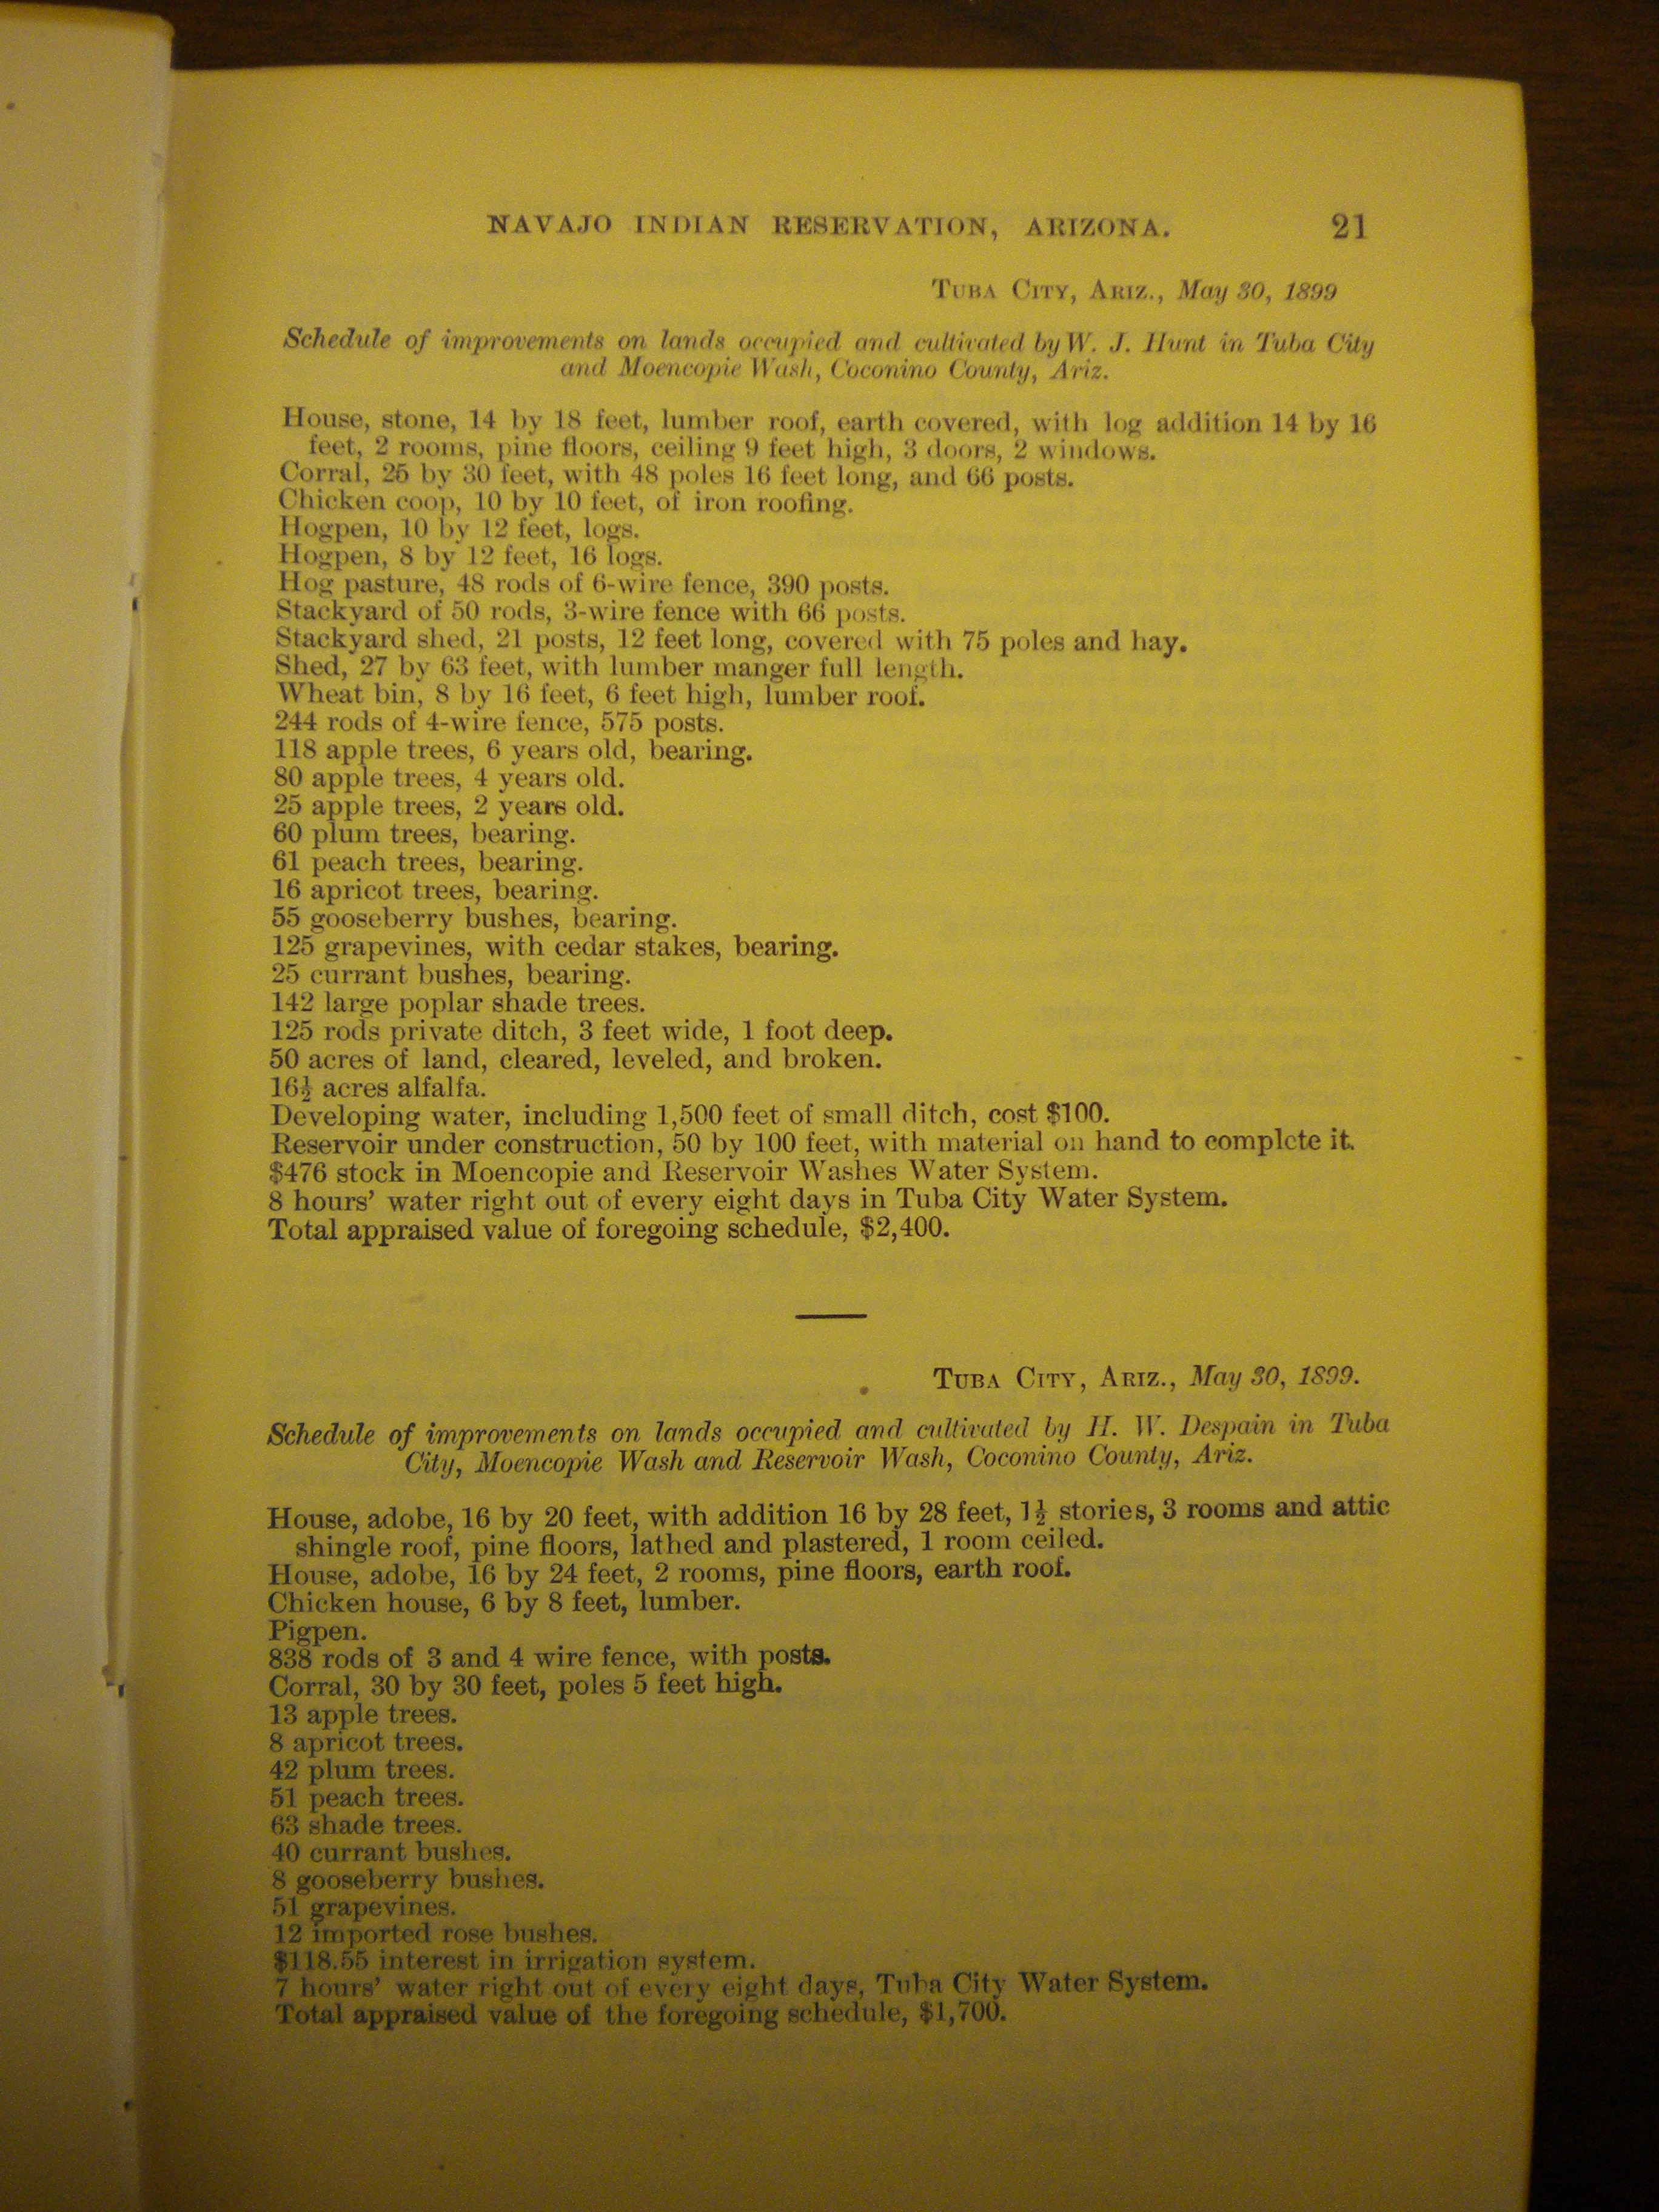 NAVAJO INDIAN RESERVATION, ARIZONA. 21
TUBA CITY, ARIZ., May 30, 1899
Schedule of improvements on lands occupied and cultivated by W. J. Hunt in Tuba City
and Moencopie Wash, Coconino County, Ariz.
House, stone, 14 by 18 feet, lumber roof, earth covered, with log addition 14 by 16
feet, 2 rooms, pine floors, ceiling 9 feet high, 3 doors, 2 windows.
Corral, 25 by 30 feet, with 48 poles 16 feet long, and 66 posts.
Chicken coop, 10 by 10 feet, of iron roofing.
Hogpen, 10 by 12 feet, logs.
Hogpen, 8 by 12 feet, 16 logs.
Hog pasture, 48 rods of 6-wire fence, 390 posts.
Stackyard of 50 rods, 3-wire fence with 66 posts.
Stackyard shed, 21 posts, 12 feet long, covered with 75 poles and hay.
Shed, 27 by 63 feet, with lumber manger full length.
Wheat bin, 8 by 16 feet, 6 feet high, lumber roof.
244 rods of 4-wire fence, 575 posts.
118 apple trees, 6 years old, bearing.
80 apple trees, 4 years old.
25 apple trees, 2 years old.
60 plum trees, bearing.
61 peach trees, bearing.
16 apricot trees, bearing.
55 gooseberry bushes, bearing.
125 grapevines, with cedar stakes, bearing.
25 currant bushes, bearing.
142 large poplar shade trees.
125 rods private ditch, 3 feet wide, 1 foot deep.
50 acres of land, cleared, leveled, and broken.
16½ acres alfalfa.
Developing water, including 1,500 feet of small ditch, cost $100.
Reservoir under construction, 50 by 100 feet, with material on hand to complete it.
$476 stock in Moencopie and Reservoir Washes Water System.
8 hours' water right out of every eight days in Tuba City Water System.
Total appraised value of foregoing schedule, $2,400.
TUBA CITY, ARIZ., May 30, 1899.
Schedule of improvements on lands occupied and cultivated by H. W. Despain in Tuba
City, Moencopie Wash and Reservoir Wash, Coconino County, Ariz.
House, adobe, 16 by 20 feet, with addition 16 by 28 feet, 1½ stories, 3 rooms and attic
shingle roof, pine floors, lathed and plastered, 1 room ceiled.
House, adobe, 16 by 24 feet, 2 rooms, pine floors, earth roof.
Chicken house, 6 by 8 feet, lumber.
Pigpen.
838 rods of 3 and 4 wire fence, with posts.
Corral, 30 by 30 feet, poles 5 feet high.
13 apple trees.
8 apricot trees.
42 plum trees.
51 peach trees.
63 shade trees.
40 currant bushes.
8 gooseberry bushes.
51 grapevines.
12 imported rose bushes.
$118.55 interest in irrigation system.
7 hours' water right out of every eight days, Tuba City Water System.
Total appraised value of the foregoing schedule, $1,700.